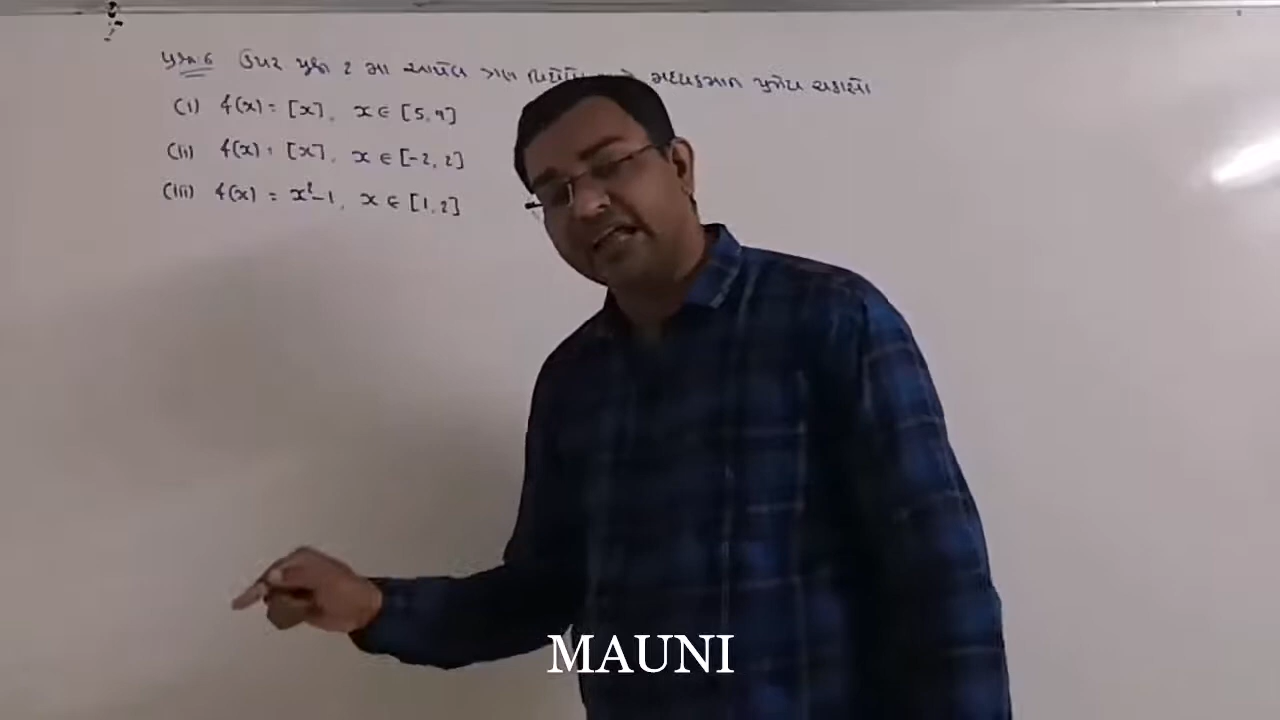 પ્રશ્ન:6 ઉપર પ્રશ્ન 2 માં આપેલ ત્રણ મધ્યકમાન પ્રમેય ચકાસો
(i) f(x) = [x], x ∈ [5, 9]
(ii) f(x) = [x], x ∈ [-2, 2]
(iii) f(x) = x²-1, x ∈ [1, 2]
MAUNI